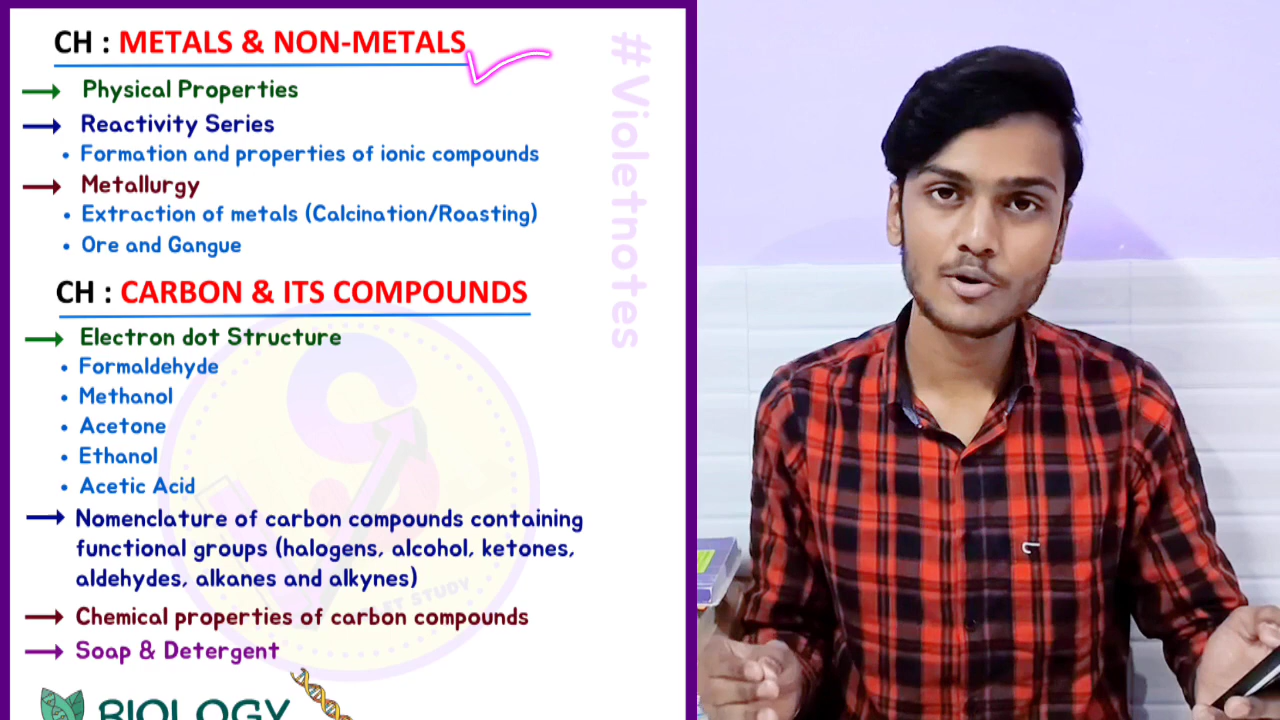 CH : METALS & NON-METALS
Physical Properties
Reactivity Series
• Formation and properties of ionic compounds
Metallurgy
• Extraction of metals (Calcination/Roasting)
• Ore and Gangue
CH : CARBON & ITS COMPOUNDS
Electron dot Structure
• Formaldehyde
• Methanol
• Acetone
• Ethanol
• Acetic Acid
Nomenclature of carbon compounds containing
functional groups (halogens, alcohol, ketones,
aldehydes, alkanes and alkynes)
Chemical properties of carbon compounds
Soap & Detergent
BIOLOGY
#Violetnotes
STUDY